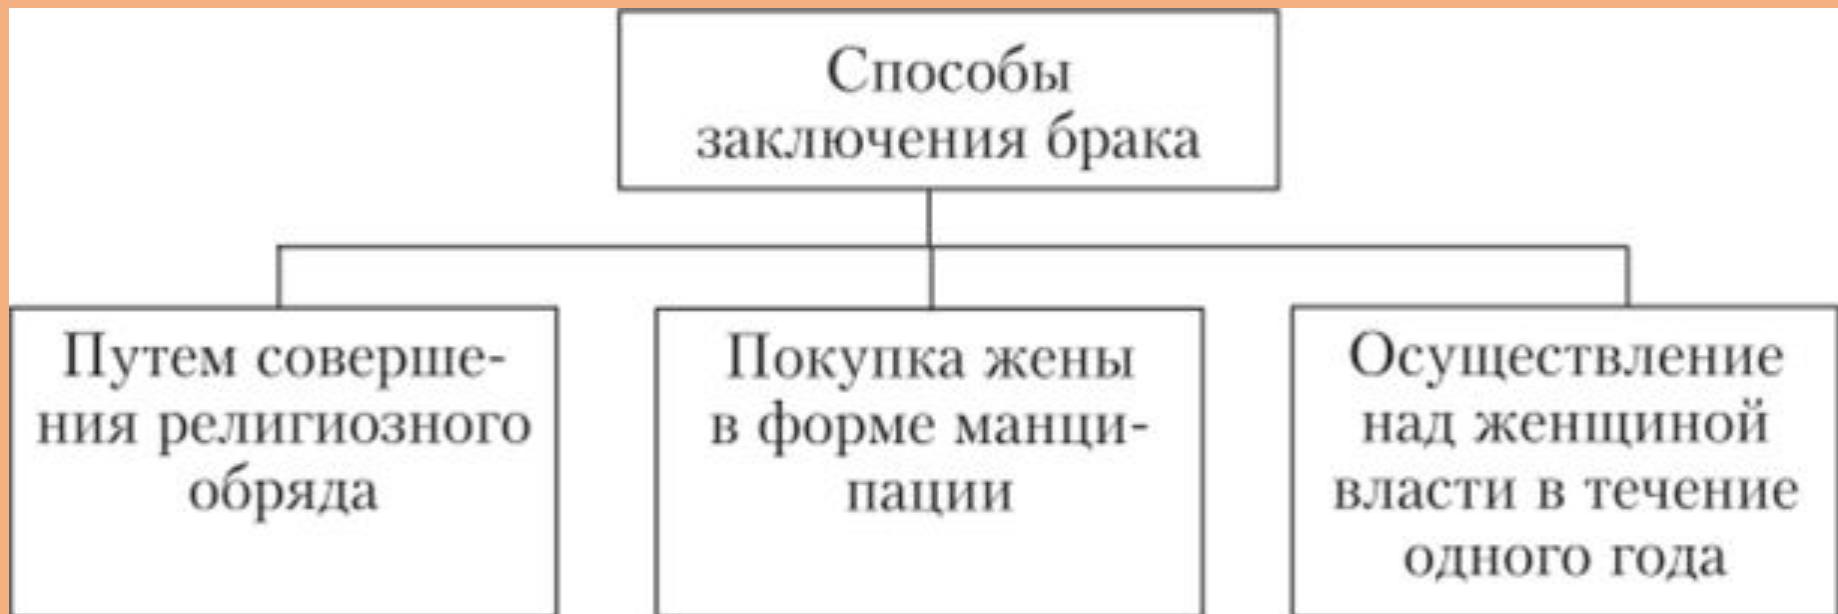 Способы
заключения брака
Путем соверше-
ния религиозного
обряда
Покупка жены
в форме манци-
пации
Осуществление
над женщиной
власти в течение
одного года